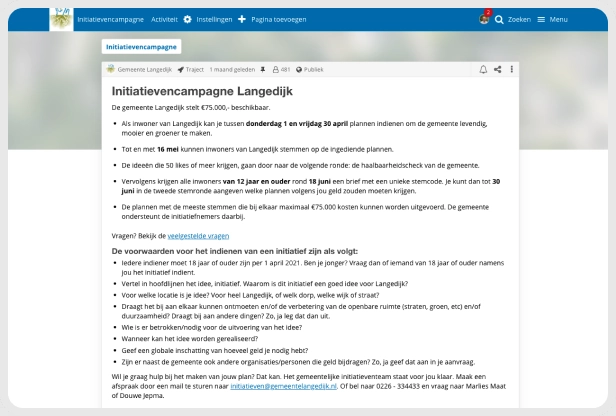 Initiatievencampagne Activiteit Instellingen Pagina toevoegen 2 Zoeken Menu
Initiatievencampagne
Gemeente Langedijk Traject 1 maand geleden 481 Publiek
Initiatievencampagne Langedijk
De gemeente Langedijk stelt €75.000,- beschikbaar.
• Als inwoner van Langedijk kan je tussen donderdag 1 en vrijdag 30 april plannen indienen om de gemeente levendig,
mooier en groener te maken.
• Tot en met 16 mei kunnen inwoners van Langedijk stemmen op de ingediende plannen.
• De ideeën die 50 likes of meer krijgen, gaan door naar de volgende ronde: de haalbaarheidscheck van de gemeente.
• Vervolgens krijgen alle inwoners van 12 jaar en ouder rond 18 juni een brief met een unieke stemcode. Je kunt dan tot 30
juni in de tweede stemronde aangeven welke plannen volgens jou geld zouden moeten krijgen.
• De plannen met de meeste stemmen die bij elkaar maximaal €75.000 kosten kunnen worden uitgevoerd. De gemeente
ondersteunt de initiatiefnemers daarbij.
Vragen? Bekijk de veelgestelde vragen
De voorwaarden voor het indienen van een initiatief zijn als volgt:
• Iedere indiener moet 18 jaar of ouder zijn per 1 april 2021. Ben je jonger? Vraag dan of iemand van 18 jaar of ouder namens
jou het initiatief indient.
• Vertel in hoofdlijnen het idee, initiatief. Waarom is dit initiatief een goed idee voor Langedijk?
• Voor welke locatie is je idee? Voor heel Langedijk, of welk dorp, welke wijk of straat?
• Draagt het bij aan elkaar kunnen ontmoeten en/of de verbetering van de openbare ruimte (straten, groen, etc) en/of
duurzaamheid? Draagt bij aan andere dingen? Zo, ja leg dat dan uit.
• Wie is er betrokken/nodig voor de uitvoering van het idee?
• Wanneer kan het idee worden gerealiseerd?
• Geef een globale inschatting van hoeveel geld je nodig hebt?
• Zijn er naast de gemeente ook andere organisaties/personen die geld bijdragen? Zo, ja geef dat aan in je aanvraag.
Wil je graag hulp bij het maken van jouw plan? Dat kan. Het gemeentelijke initiatieventeam staat voor jou klaar. Maak een
afspraak door een mail te sturen naar initiatieven@gemeentelangedijk.nl. Of bel naar 0226 - 334433 en vraag naar Marlies Maat
of Douwe Jepma.